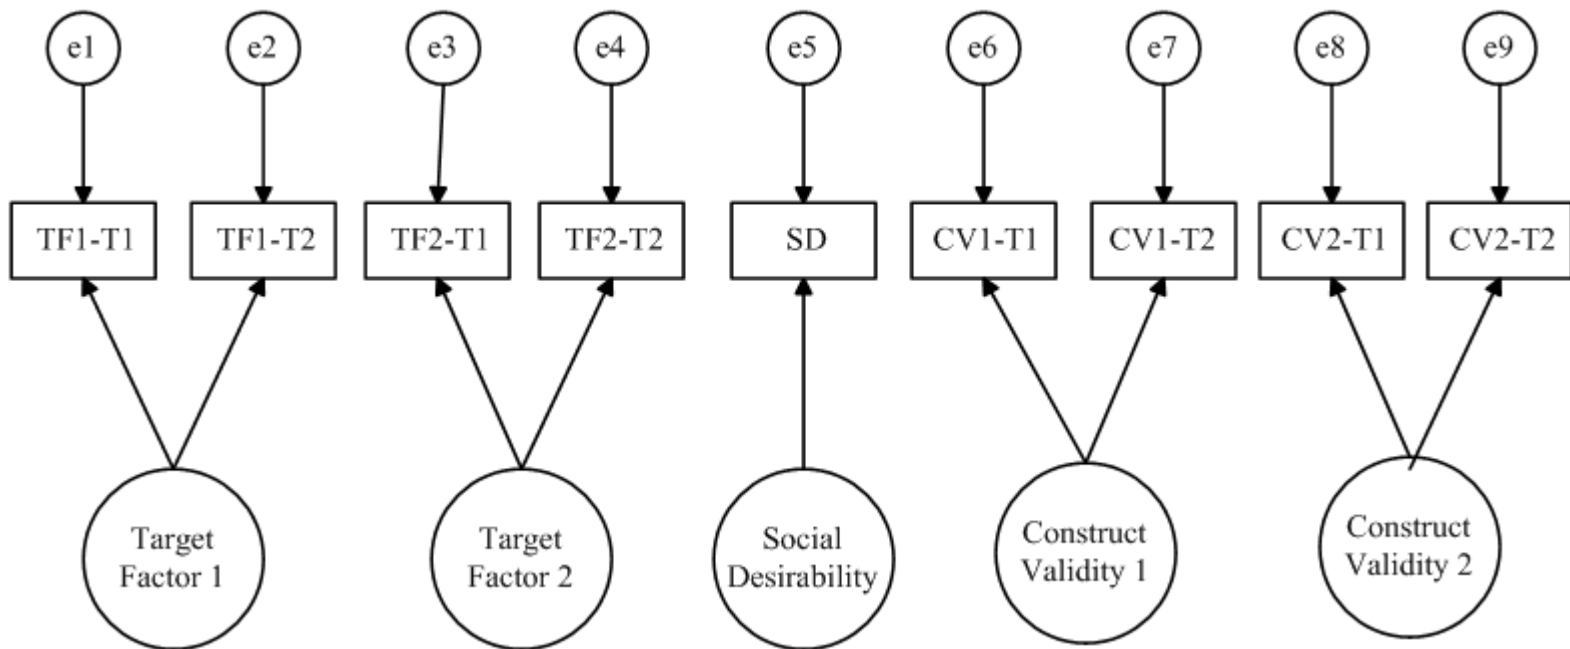 e1
e2
e3
e4
e5
e6
e7
e8
e9
TF1-T1
TF1-T2
TF2-T1
TF2-T2
SD
CV1-T1
CV1-T2
CV2-T1
CV2-T2
Target
Factor 1
Target
Factor 2
Social
Desirability
Construct
Validity 1
Construct
Validity 2